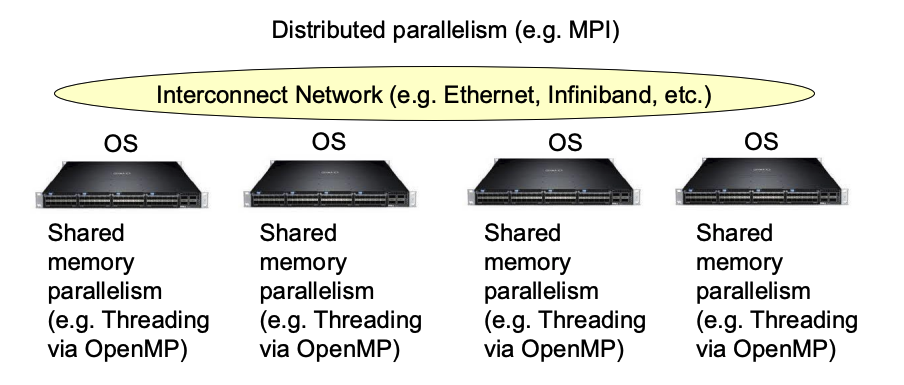 Distributed parallelism (e.g. MPI)
Interconnect Network (e.g. Ethernet, Infiniband, etc.)
OS
OS
OS
OS
Shared
memory
parallelism
(e.g. Threading
via OpenMP)
Shared
memory
parallelism
(e.g. Threading
via OpenMP)
Shared
memory
parallelism
(e.g. Threading
via OpenMP)
Shared
memory
parallelism
(e.g. Threading
via OpenMP)